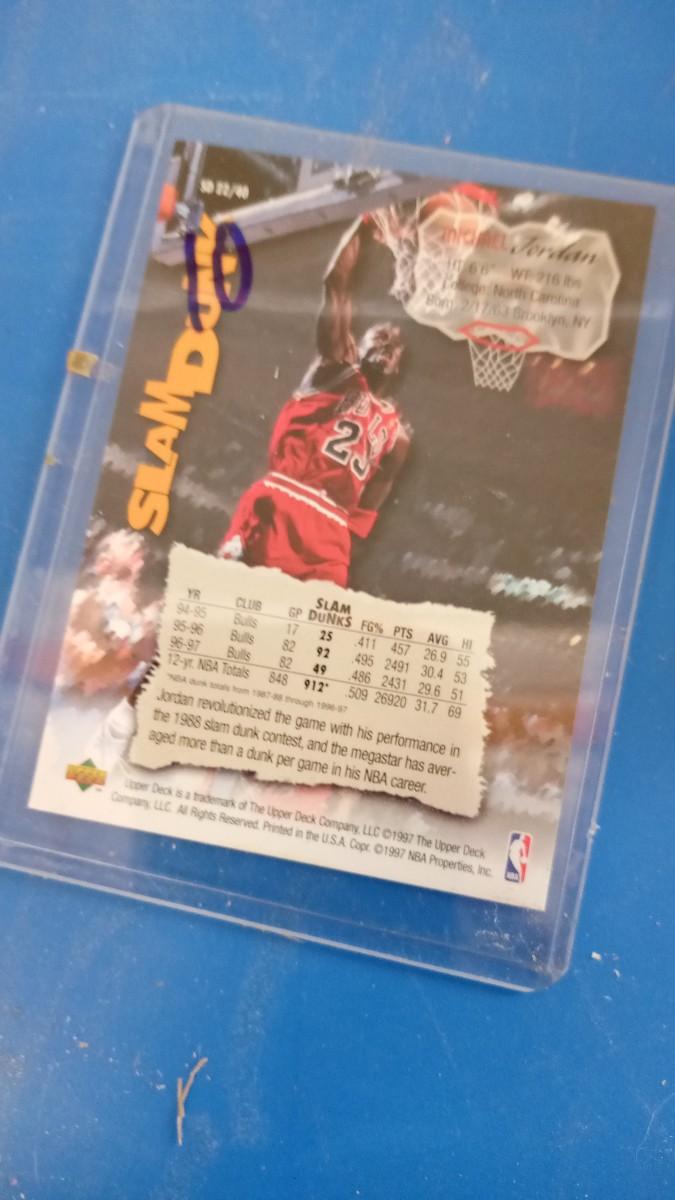 SD 22/40
10
SLAM DUNK
Michael Jordan
HT: 6'6" WT: 216 lbs
College: North Carolina
Born: 2/17/63 Brooklyn, NY
BULLS
23
YR CLUB GP SLAM DUNKS FG% PTS AVG HI
94-95 Bulls 17 25 .411 457 26.9 55
95-96 Bulls 82 92 .495 2491 30.4 53
96-97 Bulls 82 49 .486 2431 29.6 51
12-yr. NBA Totals 848 912* .509 26920 31.7 69
*NBA dunk totals from 1987-88 through 1996-97
Jordan revolutionized the game with his performance in
the 1988 slam dunk contest, and the megastar has aver-
aged more than a dunk per game in his NBA career.
Upper Deck is a trademark of The Upper Deck Company, LLC ©1997 The Upper Deck
Company, LLC. All Rights Reserved. Printed in the U.S.A. Copr. ©1997 NBA Properties, Inc.
NBA